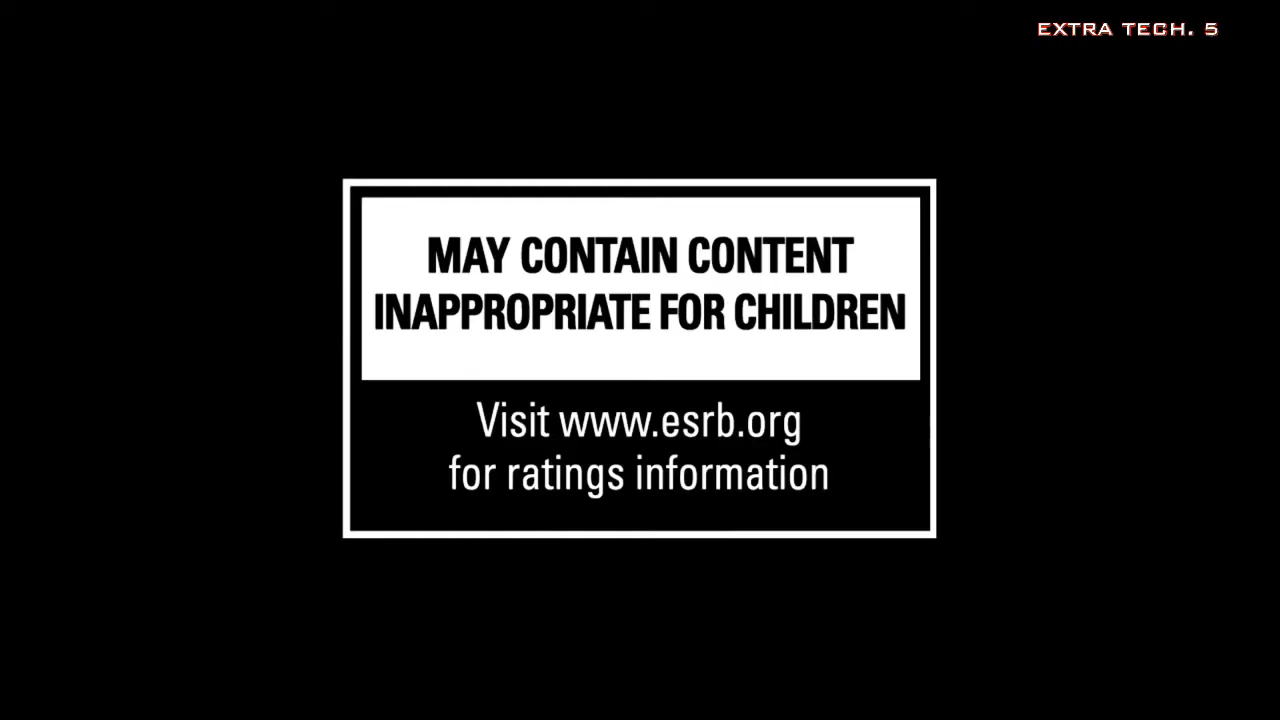 EXTRA TECH. 5
MAY CONTAIN CONTENT
INAPPROPRIATE FOR CHILDREN
Visit www.esrb.org
for ratings information